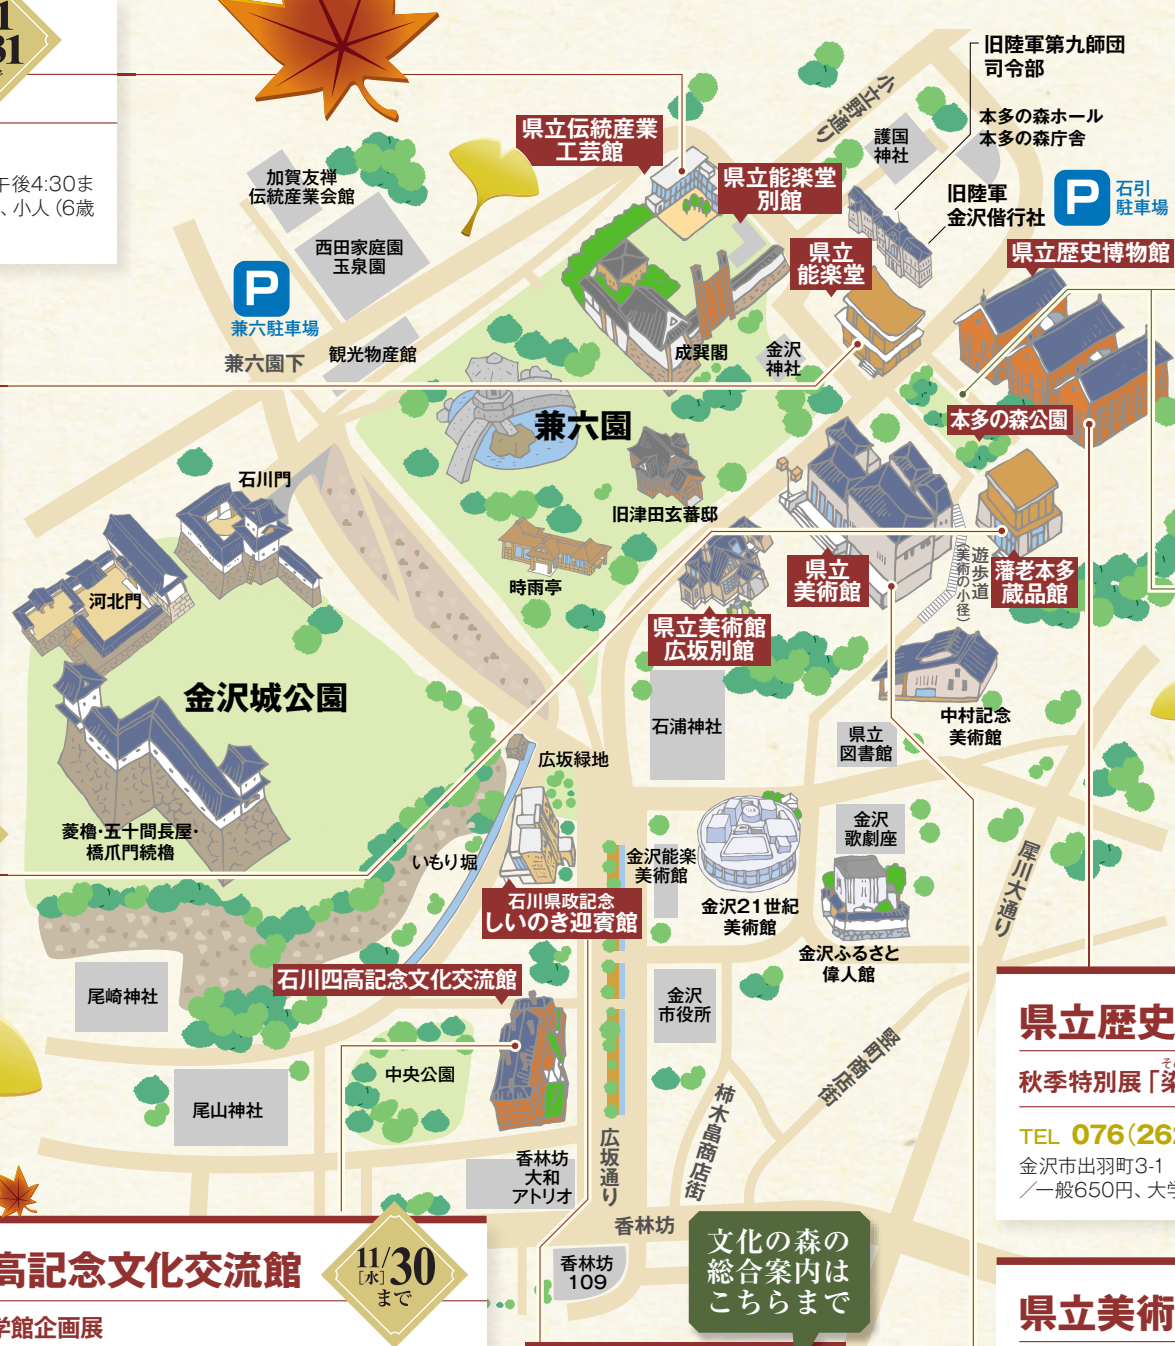 31
午後4:30ま
、小人（6歳
旧陸軍第九師団
司令部
小立野通り
本多の森ホール
本多の森庁舎
護国
神社
県立伝統産業
工芸館
加賀友禅
伝統産業会館
県立能楽堂
別館
旧陸軍
金沢偕行社
P
石引
駐車場
西田家庭園
玉泉園
県立
能楽堂
県立歴史博物館
P
兼六駐車場
兼六園下
観光物産館
成巽閣
金沢
神社
本多の森公園
兼六園
石川門
旧津田玄蕃邸
河北門
時雨亭
県立
美術館
遊歩道
（美術の小径）
藩老本多
蔵品館
県立美術館
広坂別館
金沢城公園
石浦神社
中村記念
美術館
県立
図書館
広坂緑地
菱櫓・五十間長屋・
橋爪門続櫓
いもり堀
金沢能楽
美術館
金沢
歌劇座
犀川大通り
石川県政記念
しいのき迎賓館
金沢21世紀
美術館
金沢ふるさと
偉人館
石川四高記念文化交流館
尾崎神社
金沢
市役所
中央公園
竪町商店街
尾山神社
柿木畠商店街
広坂通り
香林坊
大和
アトリオ
香林坊
香林坊
109
文化の森の
総合案内は
こちらまで
県立歴史
秋季特別展「染
TEL 076（262
金沢市出羽町3-1
／一般650円、大学
高記念文化交流館
11/30
［水］
まで
学館企画展
県立美術